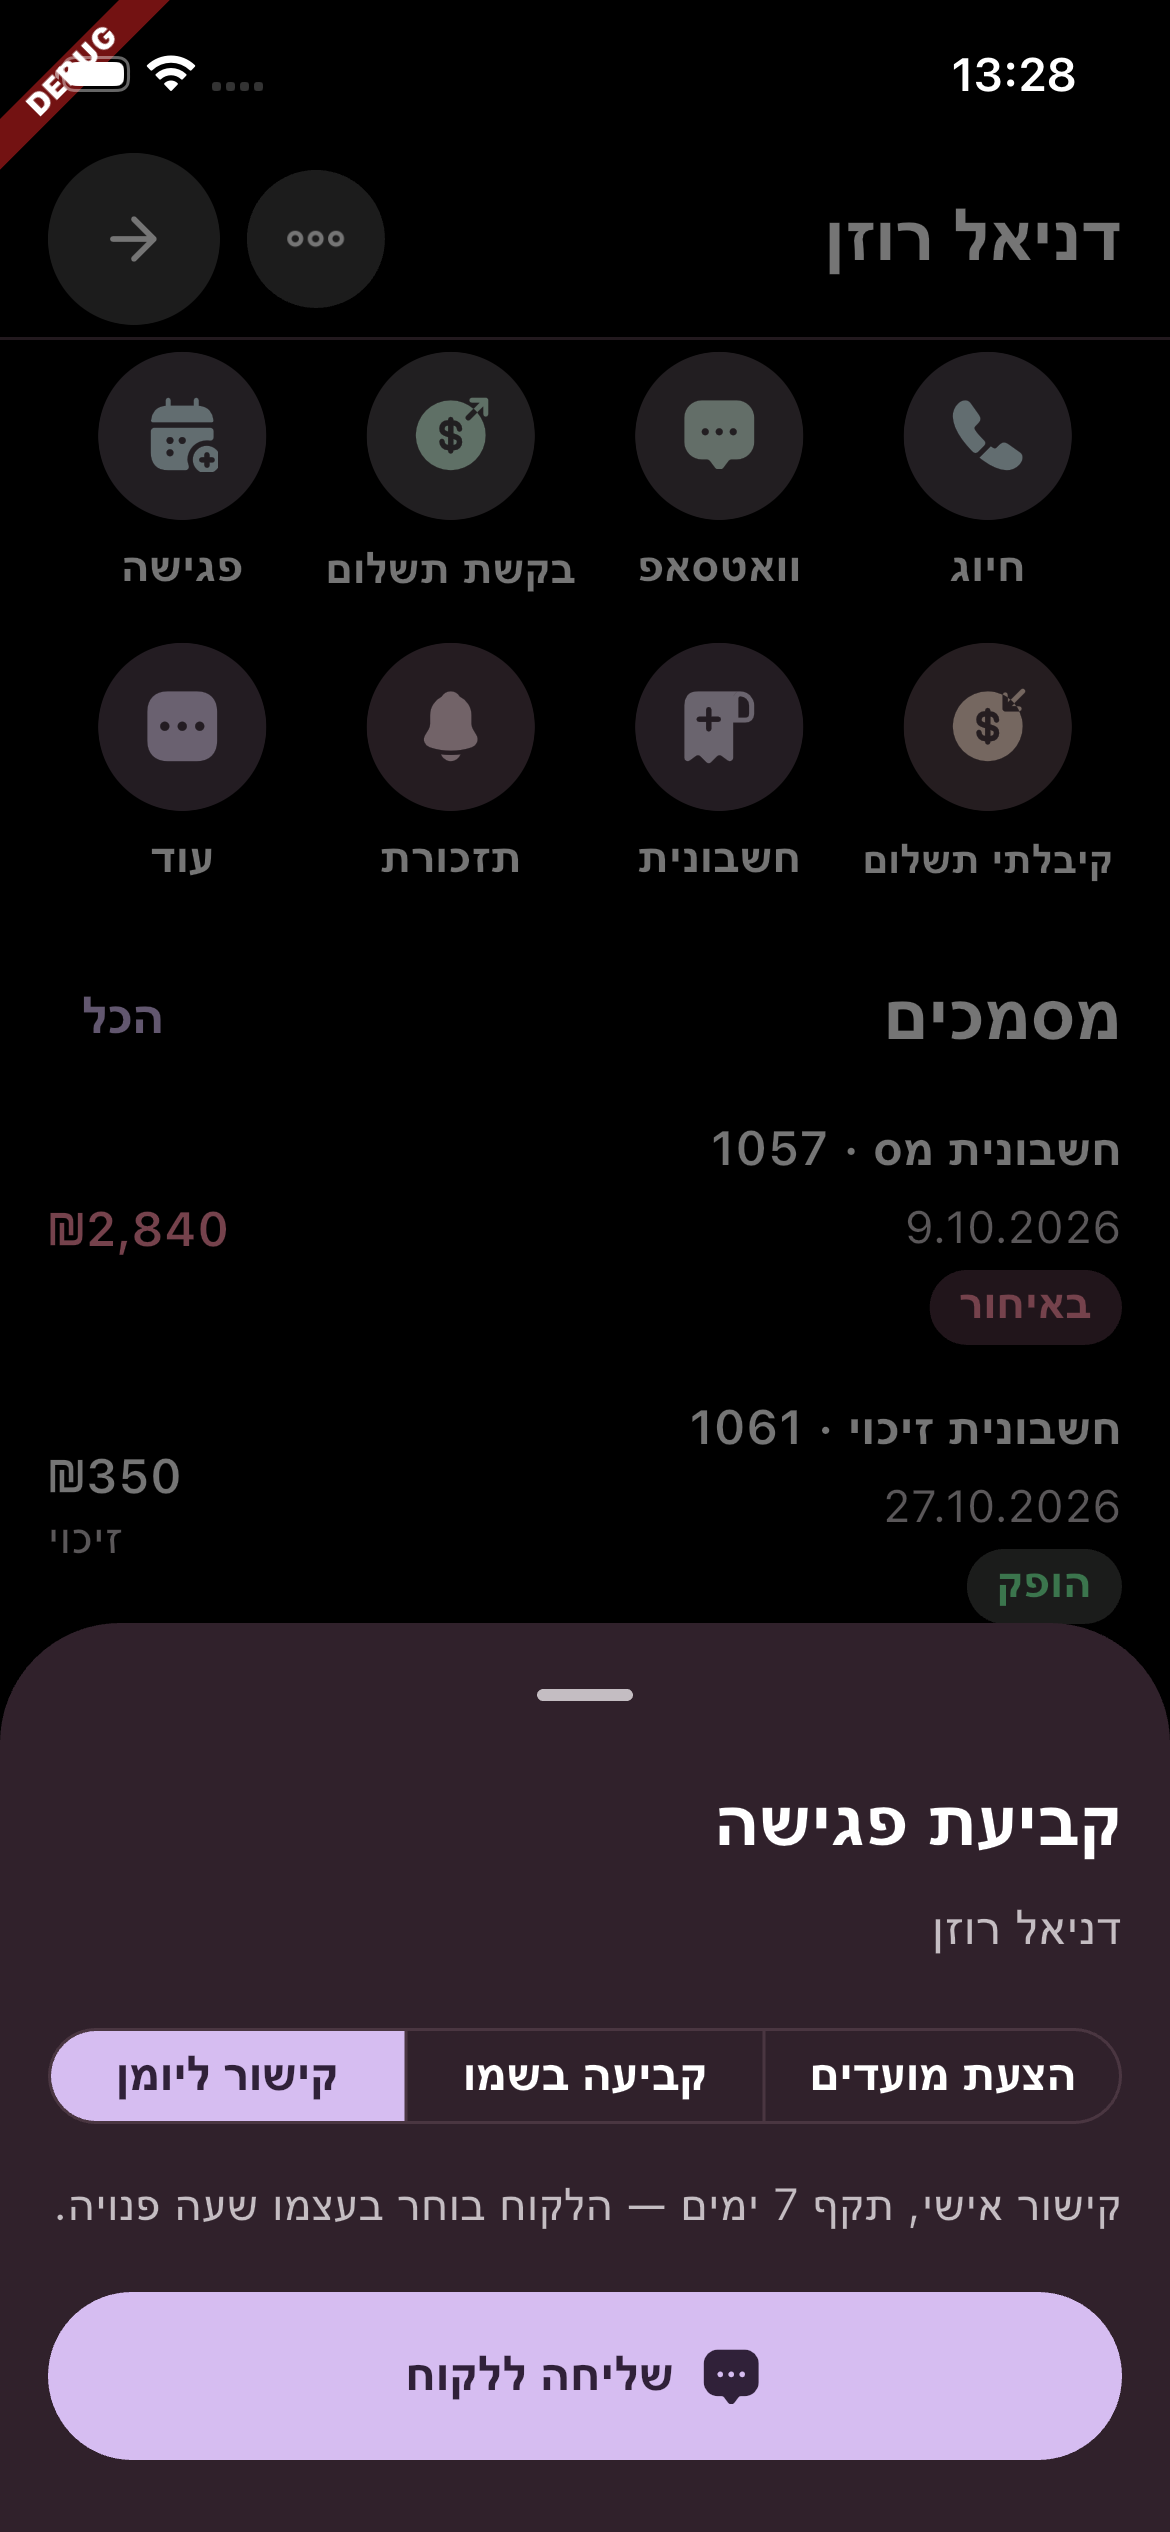 13:28
DEBUG
דניאל רוזן
חיוג
וואטסאפ
בקשת תשלום
פגישה
קיבלתי תשלום
חשבונית
תזכורת
עוד
מסמכים
הכל
חשבונית מס · 1057
9.10.2026
₪2,840
באיחור
חשבונית זיכוי · 1061
27.10.2026
₪350
זיכוי
הופק
קביעת פגישה
דניאל רוזן
הצעת מועדים
קביעה בשמו
קישור ליומן
קישור אישי, תקף 7 ימים — הלקוח בוחר בעצמו שעה פנויה.
שליחה ללקוח